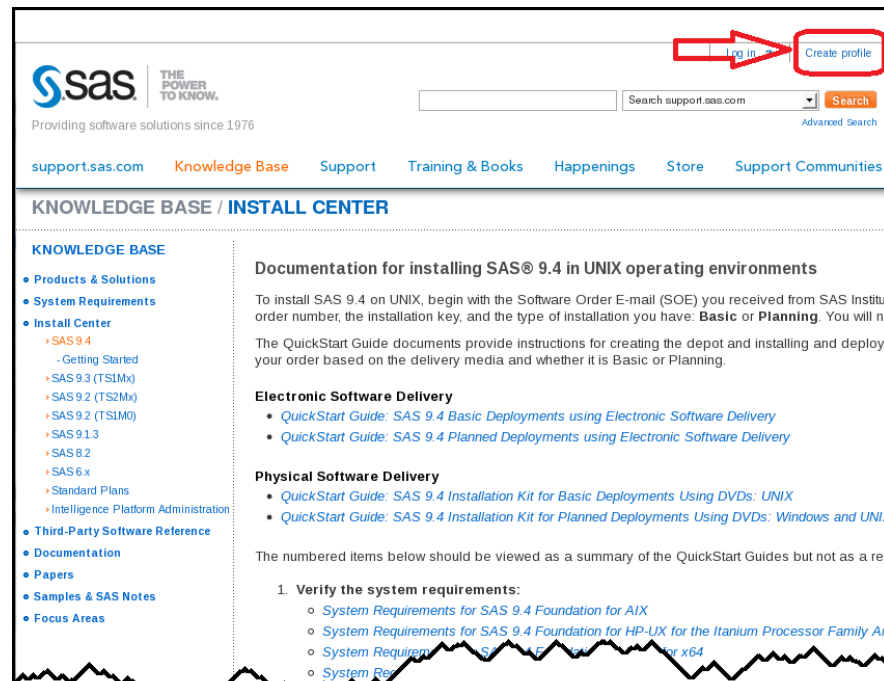 Log in
Create profile
sas
THE
POWER
TO KNOW.
Search support.sas.com
Search
Providing software solutions since 1976
Advanced Search
support.sas.com Knowledge Base Support Training & Books Happenings Store Support Communities
KNOWLEDGE BASE / INSTALL CENTER
KNOWLEDGE BASE
Products & Solutions
System Requirements
Install Center
SAS 9.4
- Getting Started
SAS 9.3 (TS1Mx)
SAS 9.2 (TS2Mx)
SAS 9.2 (TS1M0)
SAS 9.1.3
SAS 8.2
SAS 6.x
Standard Plans
Intelligence Platform Administration
Third-Party Software Reference
Documentation
Papers
Samples & SAS Notes
Focus Areas
Documentation for installing SAS® 9.4 in UNIX operating environments
To install SAS 9.4 on UNIX, begin with the Software Order E-mail (SOE) you received from SAS Institu
order number, the installation key, and the type of installation you have: Basic or Planning. You will n
The QuickStart Guide documents provide instructions for creating the depot and installing and deploy
your order based on the delivery media and whether it is Basic or Planning.
Electronic Software Delivery
QuickStart Guide: SAS 9.4 Basic Deployments using Electronic Software Delivery
QuickStart Guide: SAS 9.4 Planned Deployments using Electronic Software Delivery
Physical Software Delivery
QuickStart Guide: SAS 9.4 Installation Kit for Basic Deployments Using DVDs: UNIX
QuickStart Guide: SAS 9.4 Installation Kit for Planned Deployments Using DVDs: Windows and UNI
The numbered items below should be viewed as a summary of the QuickStart Guides but not as a re
1. Verify the system requirements:
System Requirements for SAS 9.4 Foundation for AIX
System Requirements for SAS 9.4 Foundation for HP-UX for the Itanium Processor Family A
System for x64
System